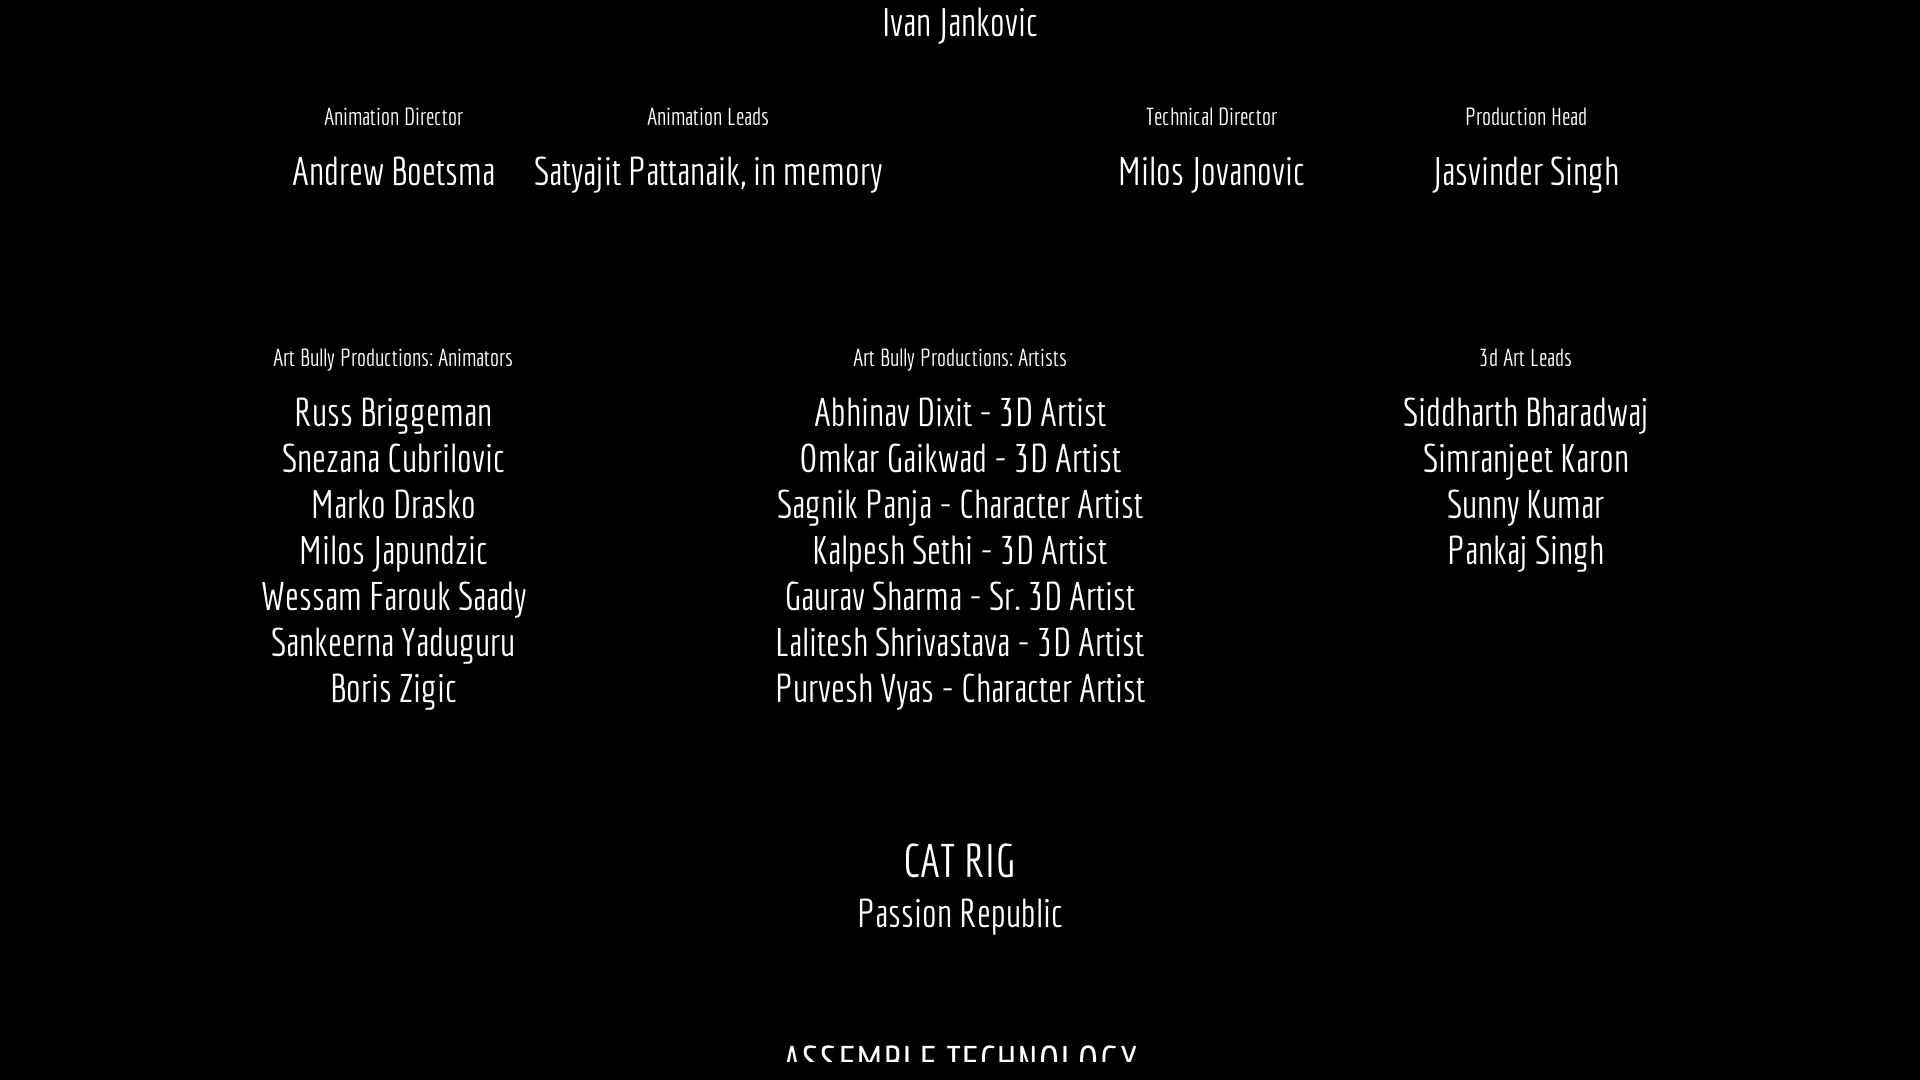 Ivan Jankovic
Animation Director
Andrew Boetsma
Animation Leads
Satyajit Pattanaik, in memory
Technical Director
Milos Jovanovic
Production Head
Jasvinder Singh
Art Bully Productions: Animators
Russ Briggeman
Snezana Cubrilovic
Marko Drasko
Milos Japundzic
Wessam Farouk Saady
Sankeerna Yaduguru
Boris Zigic
Art Bully Productions: Artists
Abhinav Dixit - 3D Artist
Omkar Gaikwad - 3D Artist
Sagnik Panja - Character Artist
Kalpesh Sethi - 3D Artist
Gaurav Sharma - Sr. 3D Artist
Lalitesh Shrivastava - 3D Artist
Purvesh Vyas - Character Artist
3d Art Leads
Siddharth Bharadwaj
Simranjeet Karon
Sunny Kumar
Pankaj Singh
CAT RIG
Passion Republic
ASSEMBLE TECHNOLOGY